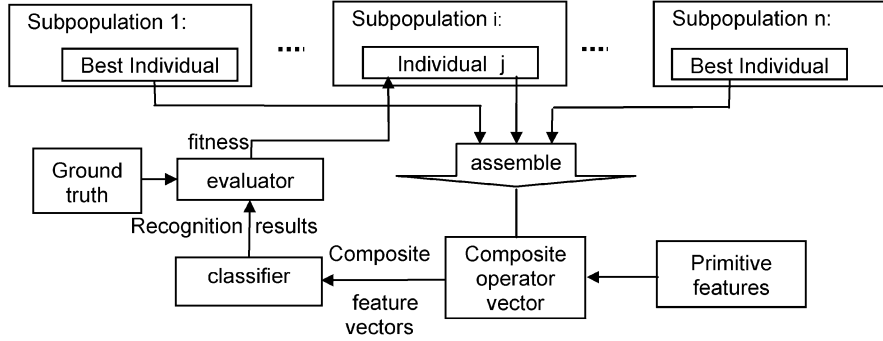 Subpopulation 1:
Best Individual
Subpopulation i:
Individual j
Subpopulation n:
Best Individual
fitness
assemble
Ground
truth
evaluator
Recognition results
Composite
classifier
feature
vectors
Composite
operator
vector
Primitive
features